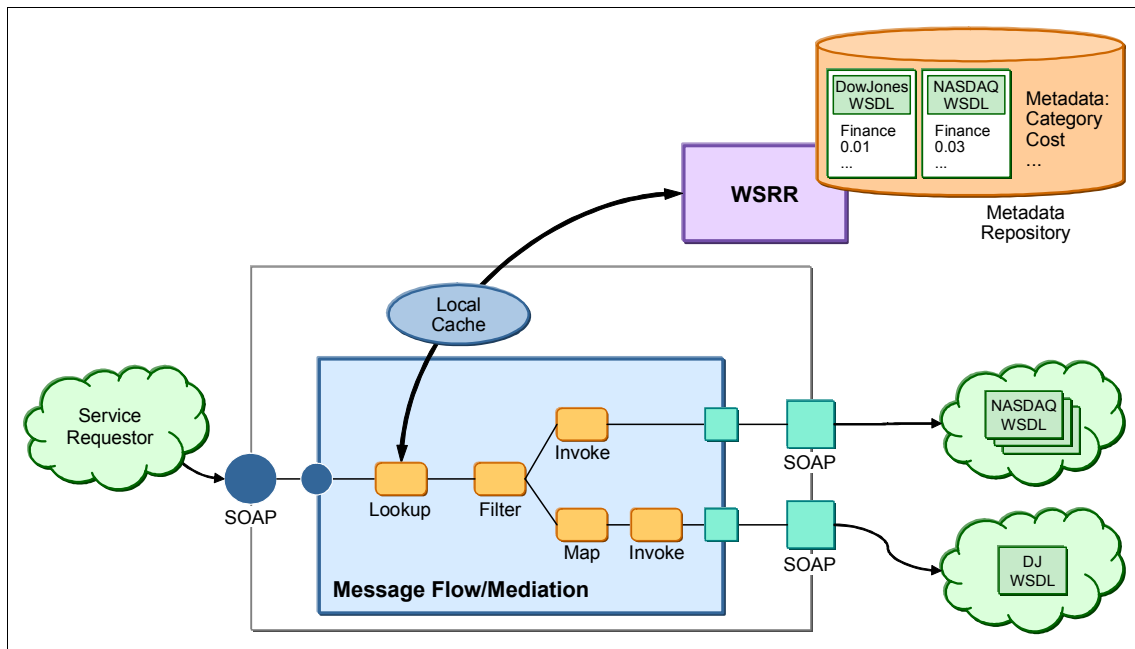 DowJones
WSDL
Finance
0.01
...
NASDAQ
WSDL
Finance
0.03
...
Metadata:
Category
Cost
...
WSRR
Metadata
Repository
Local
Cache
Service
Requestor
SOAP
Lookup
Filter
Invoke
Map
Invoke
Message Flow/Mediation
SOAP
SOAP
NASDAQ
WSDL
DJ
WSDL